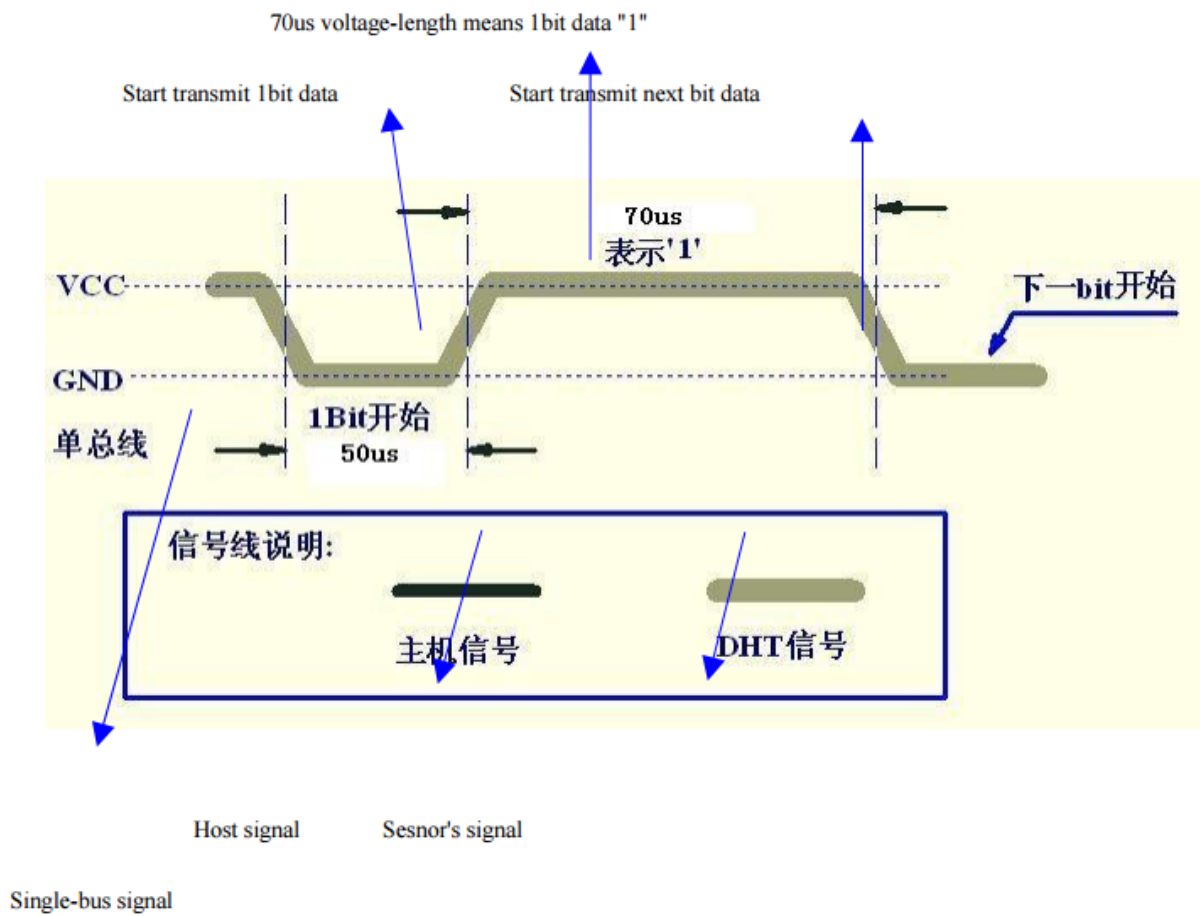 70us voltage-length means 1bit data "1"
Start transmit 1bit data
Start transmit next bit data
70us
表示'1'
VCC
下一bit开始
GND
1Bit开始
单总线
50us
信号线说明:
主机信号
DHT信号
Host signal
Sesnor's signal
Single-bus signal